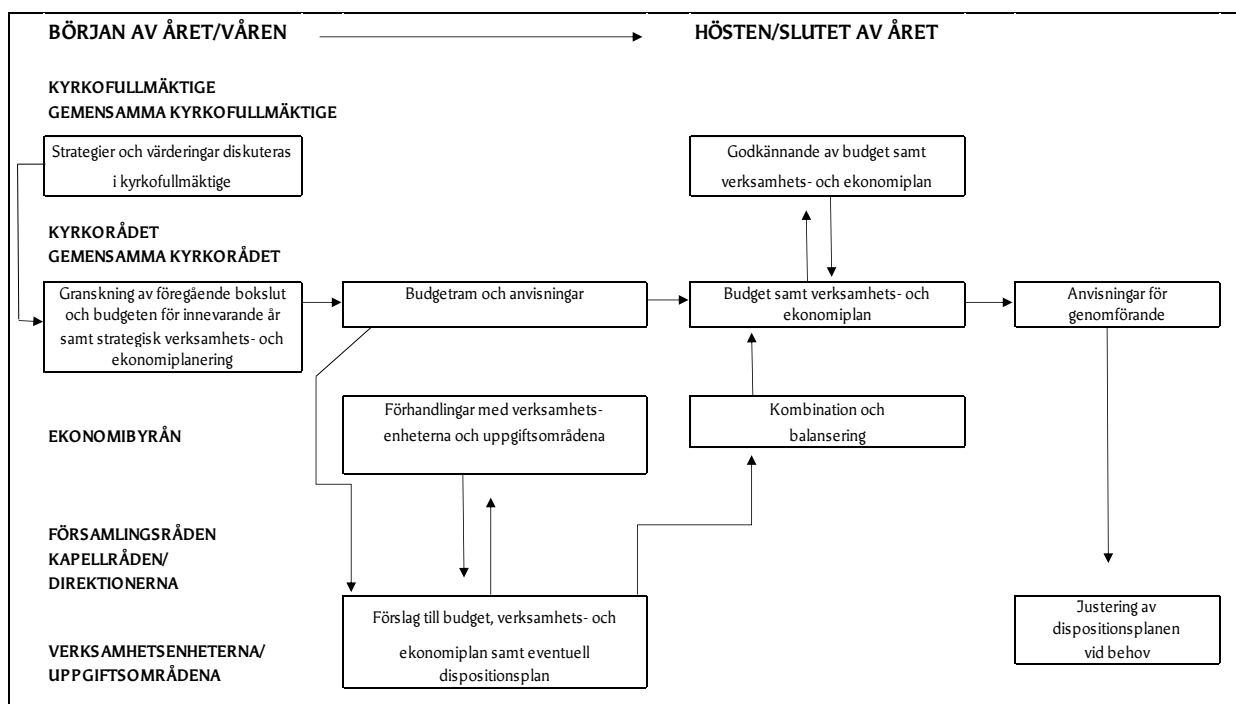 BÖRJAN AV ÅRET/VÅREN
HÖSTEN/SLUTET AV ÅRET
KYRKOFULLMÄKTIGE
GEMENSAMMA KYRKOFULLMÄKTIGE
Strategier och värderingar diskuteras
i kyrkofullmäktige
Godkännande av budget samt
verksamhets- och ekonomiplan
KYRKORÅDET
GEMENSAMMA KYRKORÅDET
Granskning av föregående bokslut
och budgeten för innevarande år
samt strategisk verksamhets- och
ekonomiplanering
Budgetram och anvisningar
Budget samt verksamhets- och
ekonomiplan
Anvisningar för
genomförande
EKONOMIBYRÅN
Förhandlingar med verksamhets-
enheterna och uppgiftsområdena
Kombination och
balansering
FÖRSAMLINGSRÅDEN
KAPELLRÅDEN/
DIREKTIONERNA
VERKSAMHETSENHETERNA/
UPPGIFTSOMRÅDENA
Förslag till budget, verksamhets- och
ekonomiplan samt eventuell
dispositionsplan
Justering av
dispositionsplanen
vid behov